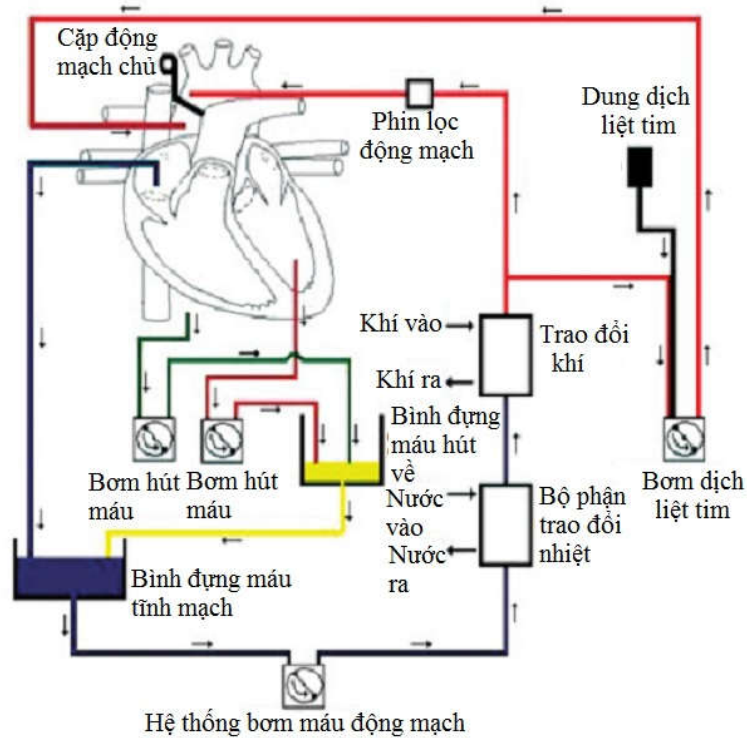 Cặp động
mạch chủ
Phin lọc
động mạch
Dung dịch
liệt tim
Khí vào
Khí ra
Trao đổi
khí
Bơm hút
máu
Bơm hút
máu
Bình đựng
máu hút
về
Nước
vào
Nước
ra
Bộ phận
trao đổi
nhiệt
Bơm dịch
liệt tim
Bình đựng máu
tĩnh mạch
Hệ thống bơm máu động mạch